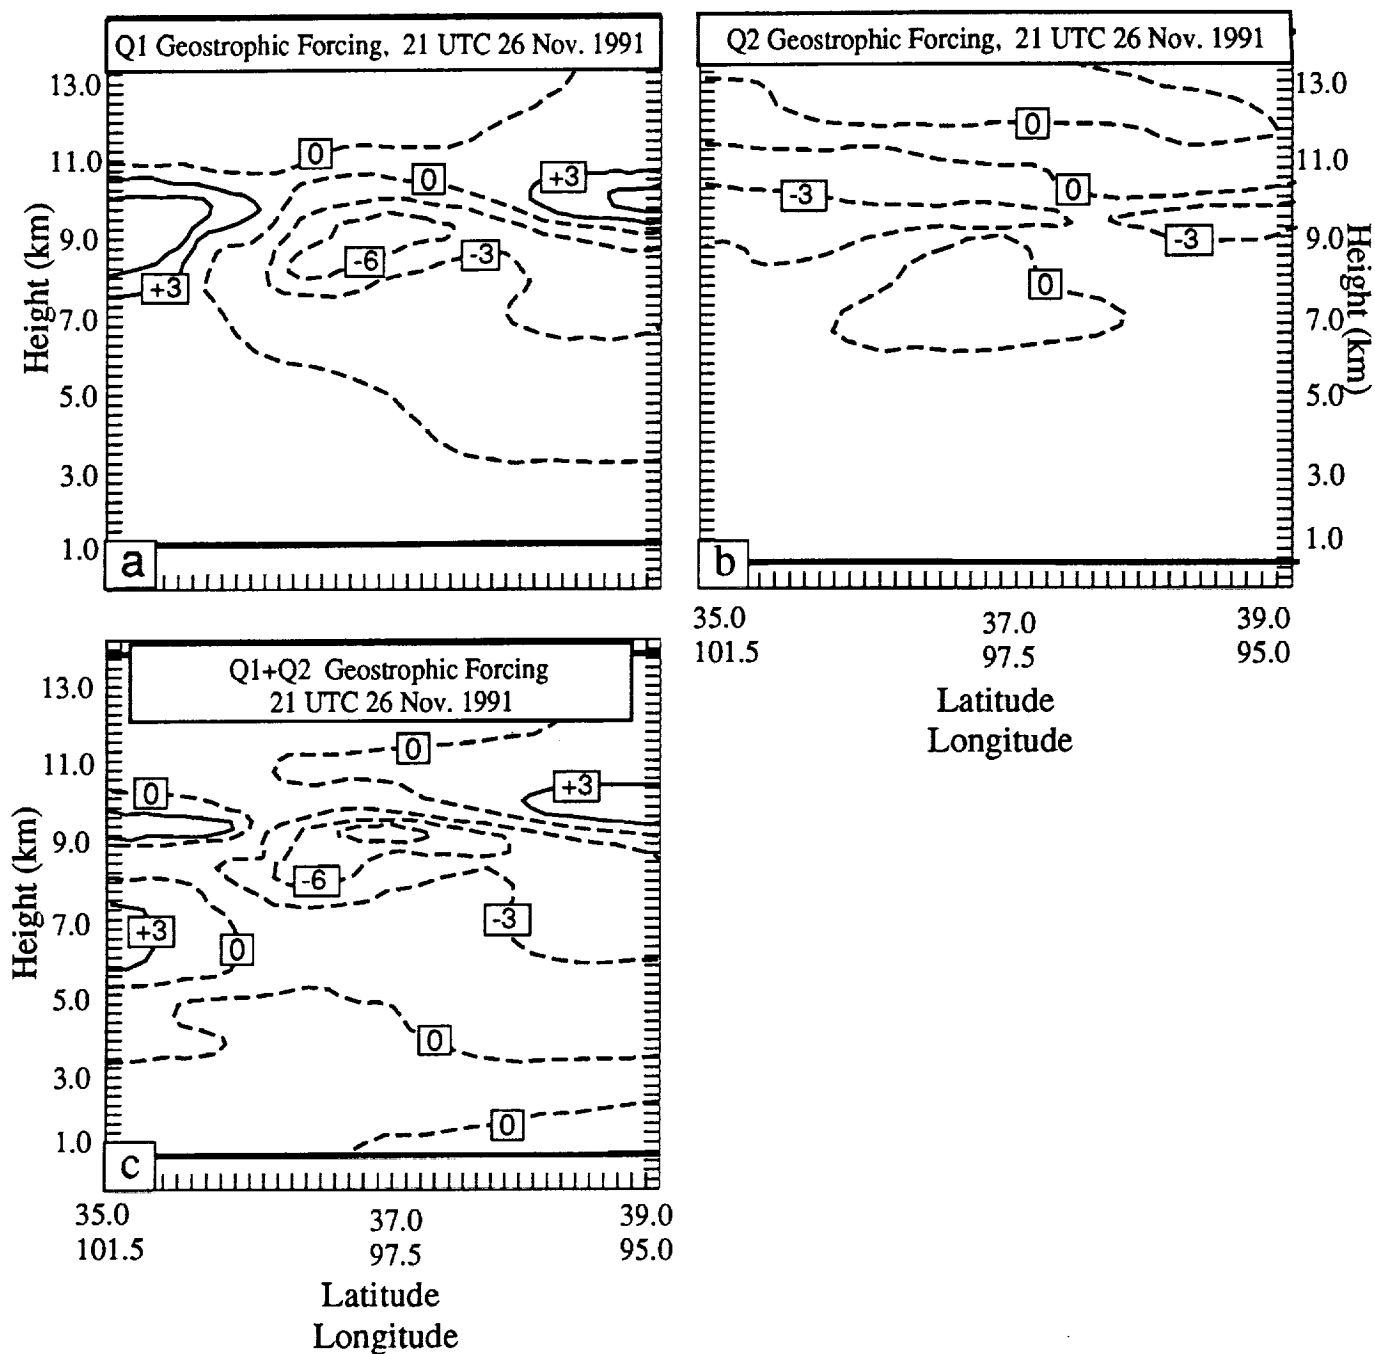 Q1 Geostrophic Forcing, 21 UTC 26 Nov. 1991
13.0
11.0
9.0
7.0
5.0
3.0
1.0
Height (km)
0
0
+3
-6
-3
+3
a
Q2 Geostrophic Forcing, 21 UTC 26 Nov. 1991
13.0
11.0
9.0
7.0
5.0
3.0
1.0
Height (km)
0
-3
0
-3
0
b
35.0 37.0 39.0
101.5 97.5 95.0
Latitude
Longitude
Q1+Q2 Geostrophic Forcing
21 UTC 26 Nov. 1991
13.0
11.0
9.0
7.0
5.0
3.0
1.0
Height (km)
0
+3
0
-6
-3
+3
0
0
0
c
35.0 37.0 39.0
101.5 97.5 95.0
Latitude
Longitude